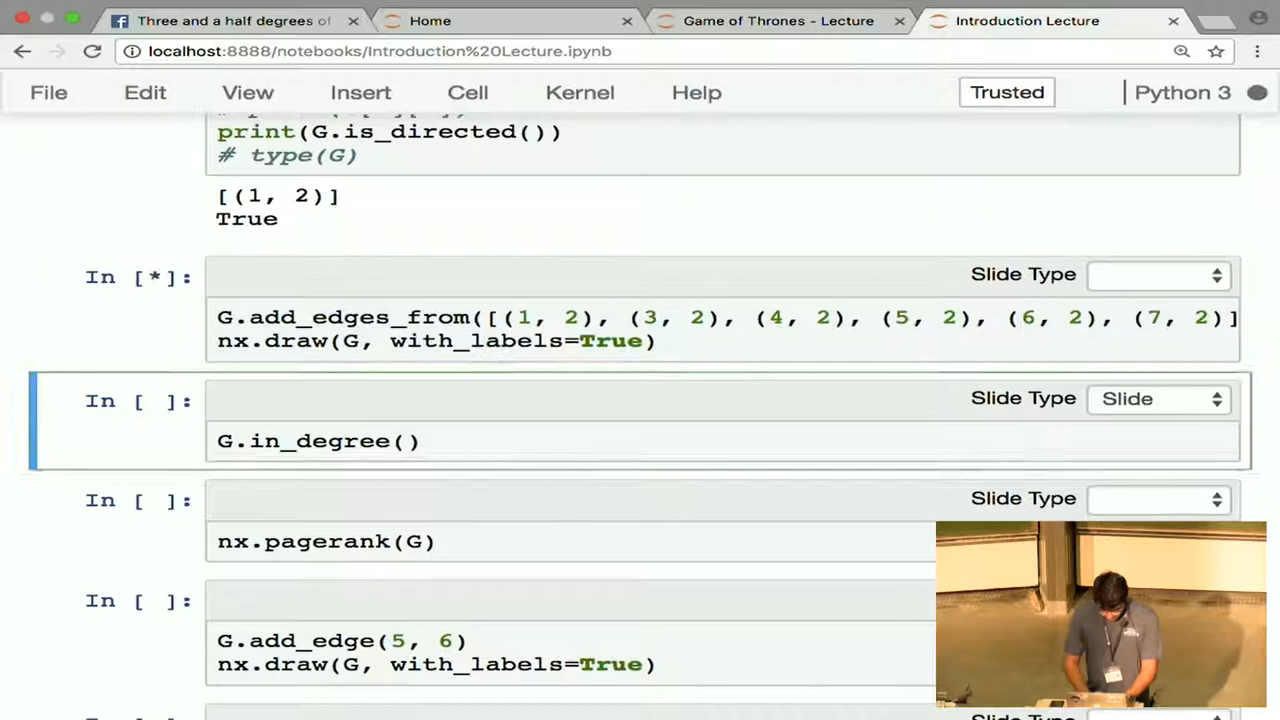 Three and a half degrees of
Home
Game of Thrones - Lecture
Introduction Lecture
localhost:8888/notebooks/Introduction%20Lecture.ipynb
File Edit View Insert Cell Kernel Help Trusted Python 3
print(G.is_directed())
# type(G)
[(1, 2)]
True
Slide Type
In [*]:
G.add_edges_from([(1, 2), (3, 2), (4, 2), (5, 2), (6, 2), (7, 2)]
nx.draw(G, with_labels=True)
In [ ]: Slide Type Slide
G.in_degree()
In [ ]: Slide Type
nx.pagerank(G)
In [ ]:
G.add_edge(5, 6)
nx.draw(G, with_labels=True)